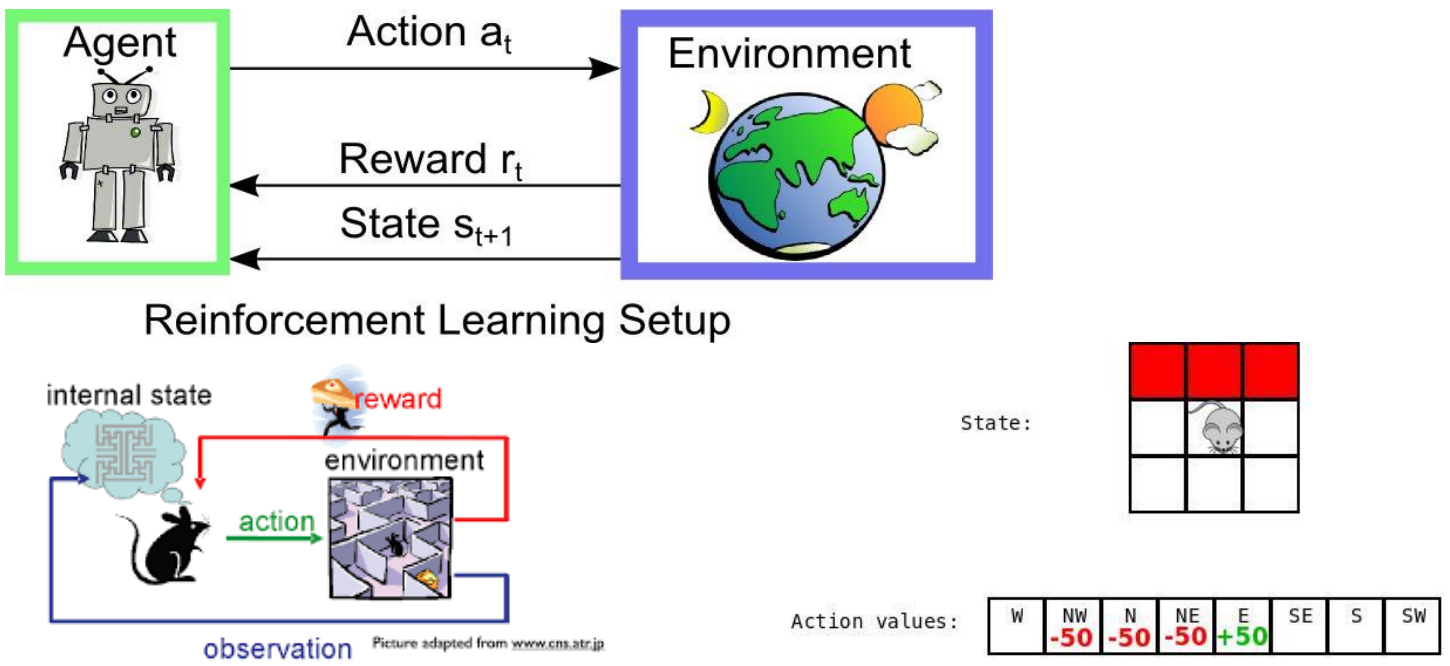 Agent
Action a_t
Environment
Reward r_t
State s_{t+1}
Reinforcement Learning Setup
internal state
reward
environment
action
observation
Picture adapted from www.cns.atr.jp
State:
Action values:
W NW N NE E SE S SW
-50 -50 -50 +50